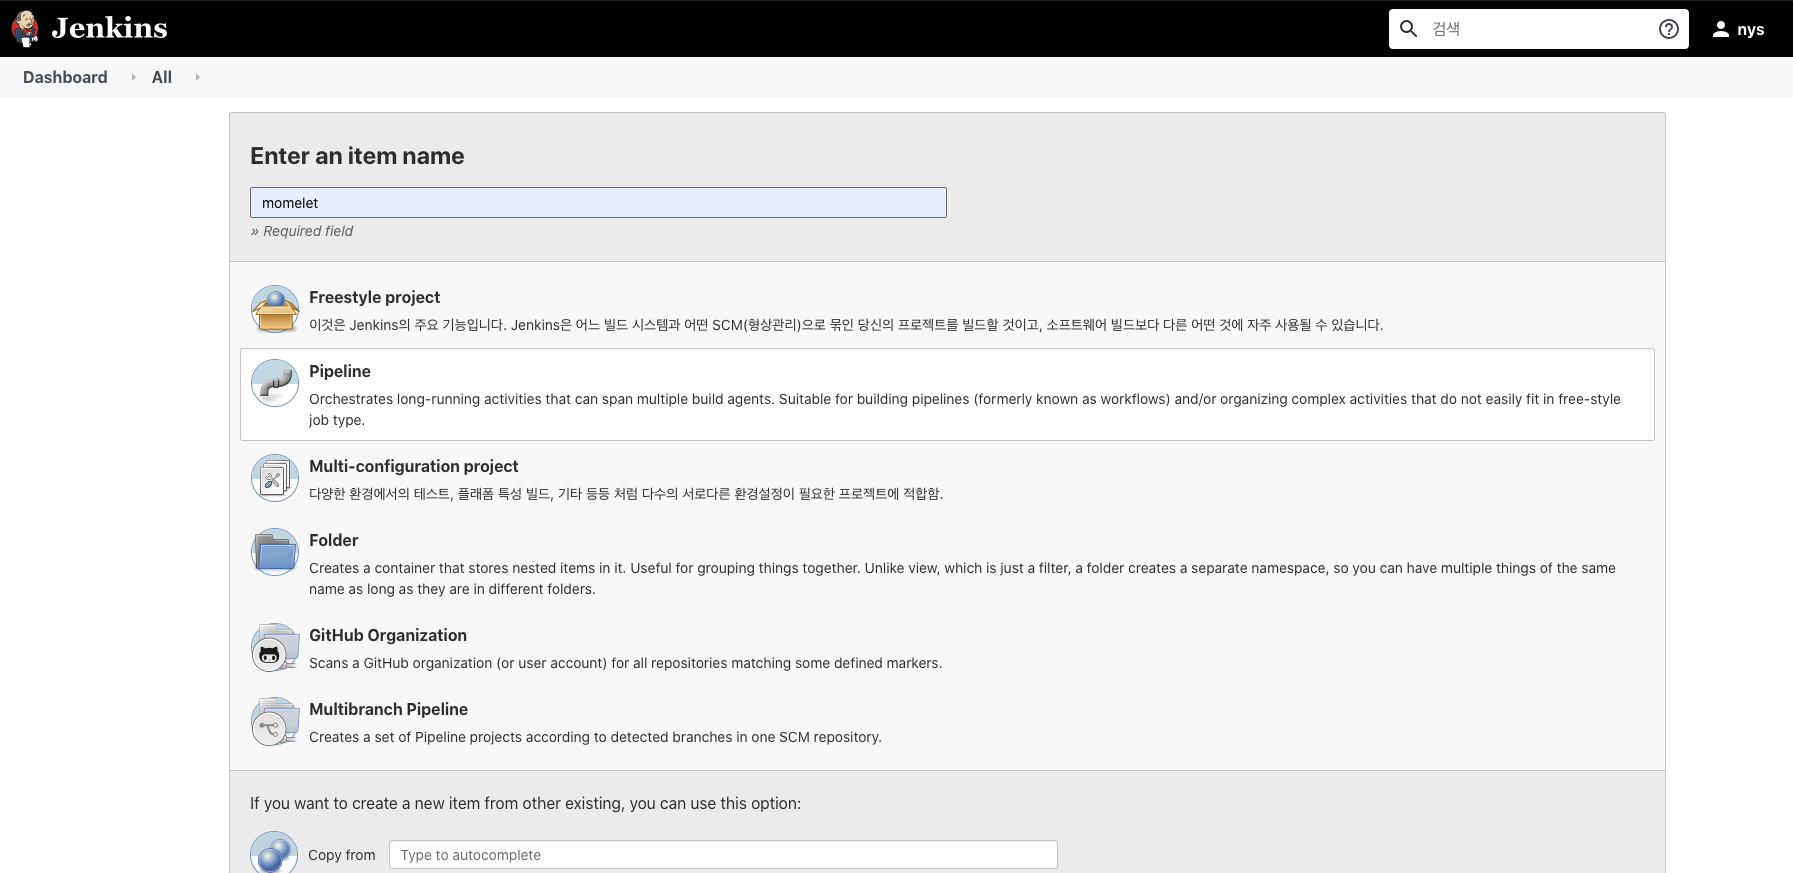 Jenkins
검색
nys
Dashboard
All
Enter an item name
momelet
» Required field
Freestyle project
이것은 Jenkins의 주요 기능입니다. Jenkins은 어느 빌드 시스템과 어떤 SCM(형상관리)으로 묶인 당신의 프로젝트를 빌드할 것이고, 소프트웨어 빌드보다 다른 어떤 것에 자주 사용될 수 있습니다.
Pipeline
Orchestrates long-running activities that can span multiple build agents. Suitable for building pipelines (formerly known as workflows) and/or organizing complex activities that do not easily fit in free-style
job type.
Multi-configuration project
다양한 환경에서의 테스트, 플래폼 특성 빌드, 기타 등등 처럼 다수의 서로다른 환경설정이 필요한 프로젝트에 적합함.
Folder
Creates a container that stores nested items in it. Useful for grouping things together. Unlike view, which is just a filter, a folder creates a separate namespace, so you can have multiple things of the same
name as long as they are in different folders.
GitHub Organization
Scans a GitHub organization (or user account) for all repositories matching some defined markers.
Multibranch Pipeline
Creates a set of Pipeline projects according to detected branches in one SCM repository.
If you want to create a new item from other existing, you can use this option:
Copy from
Type to autocomplete